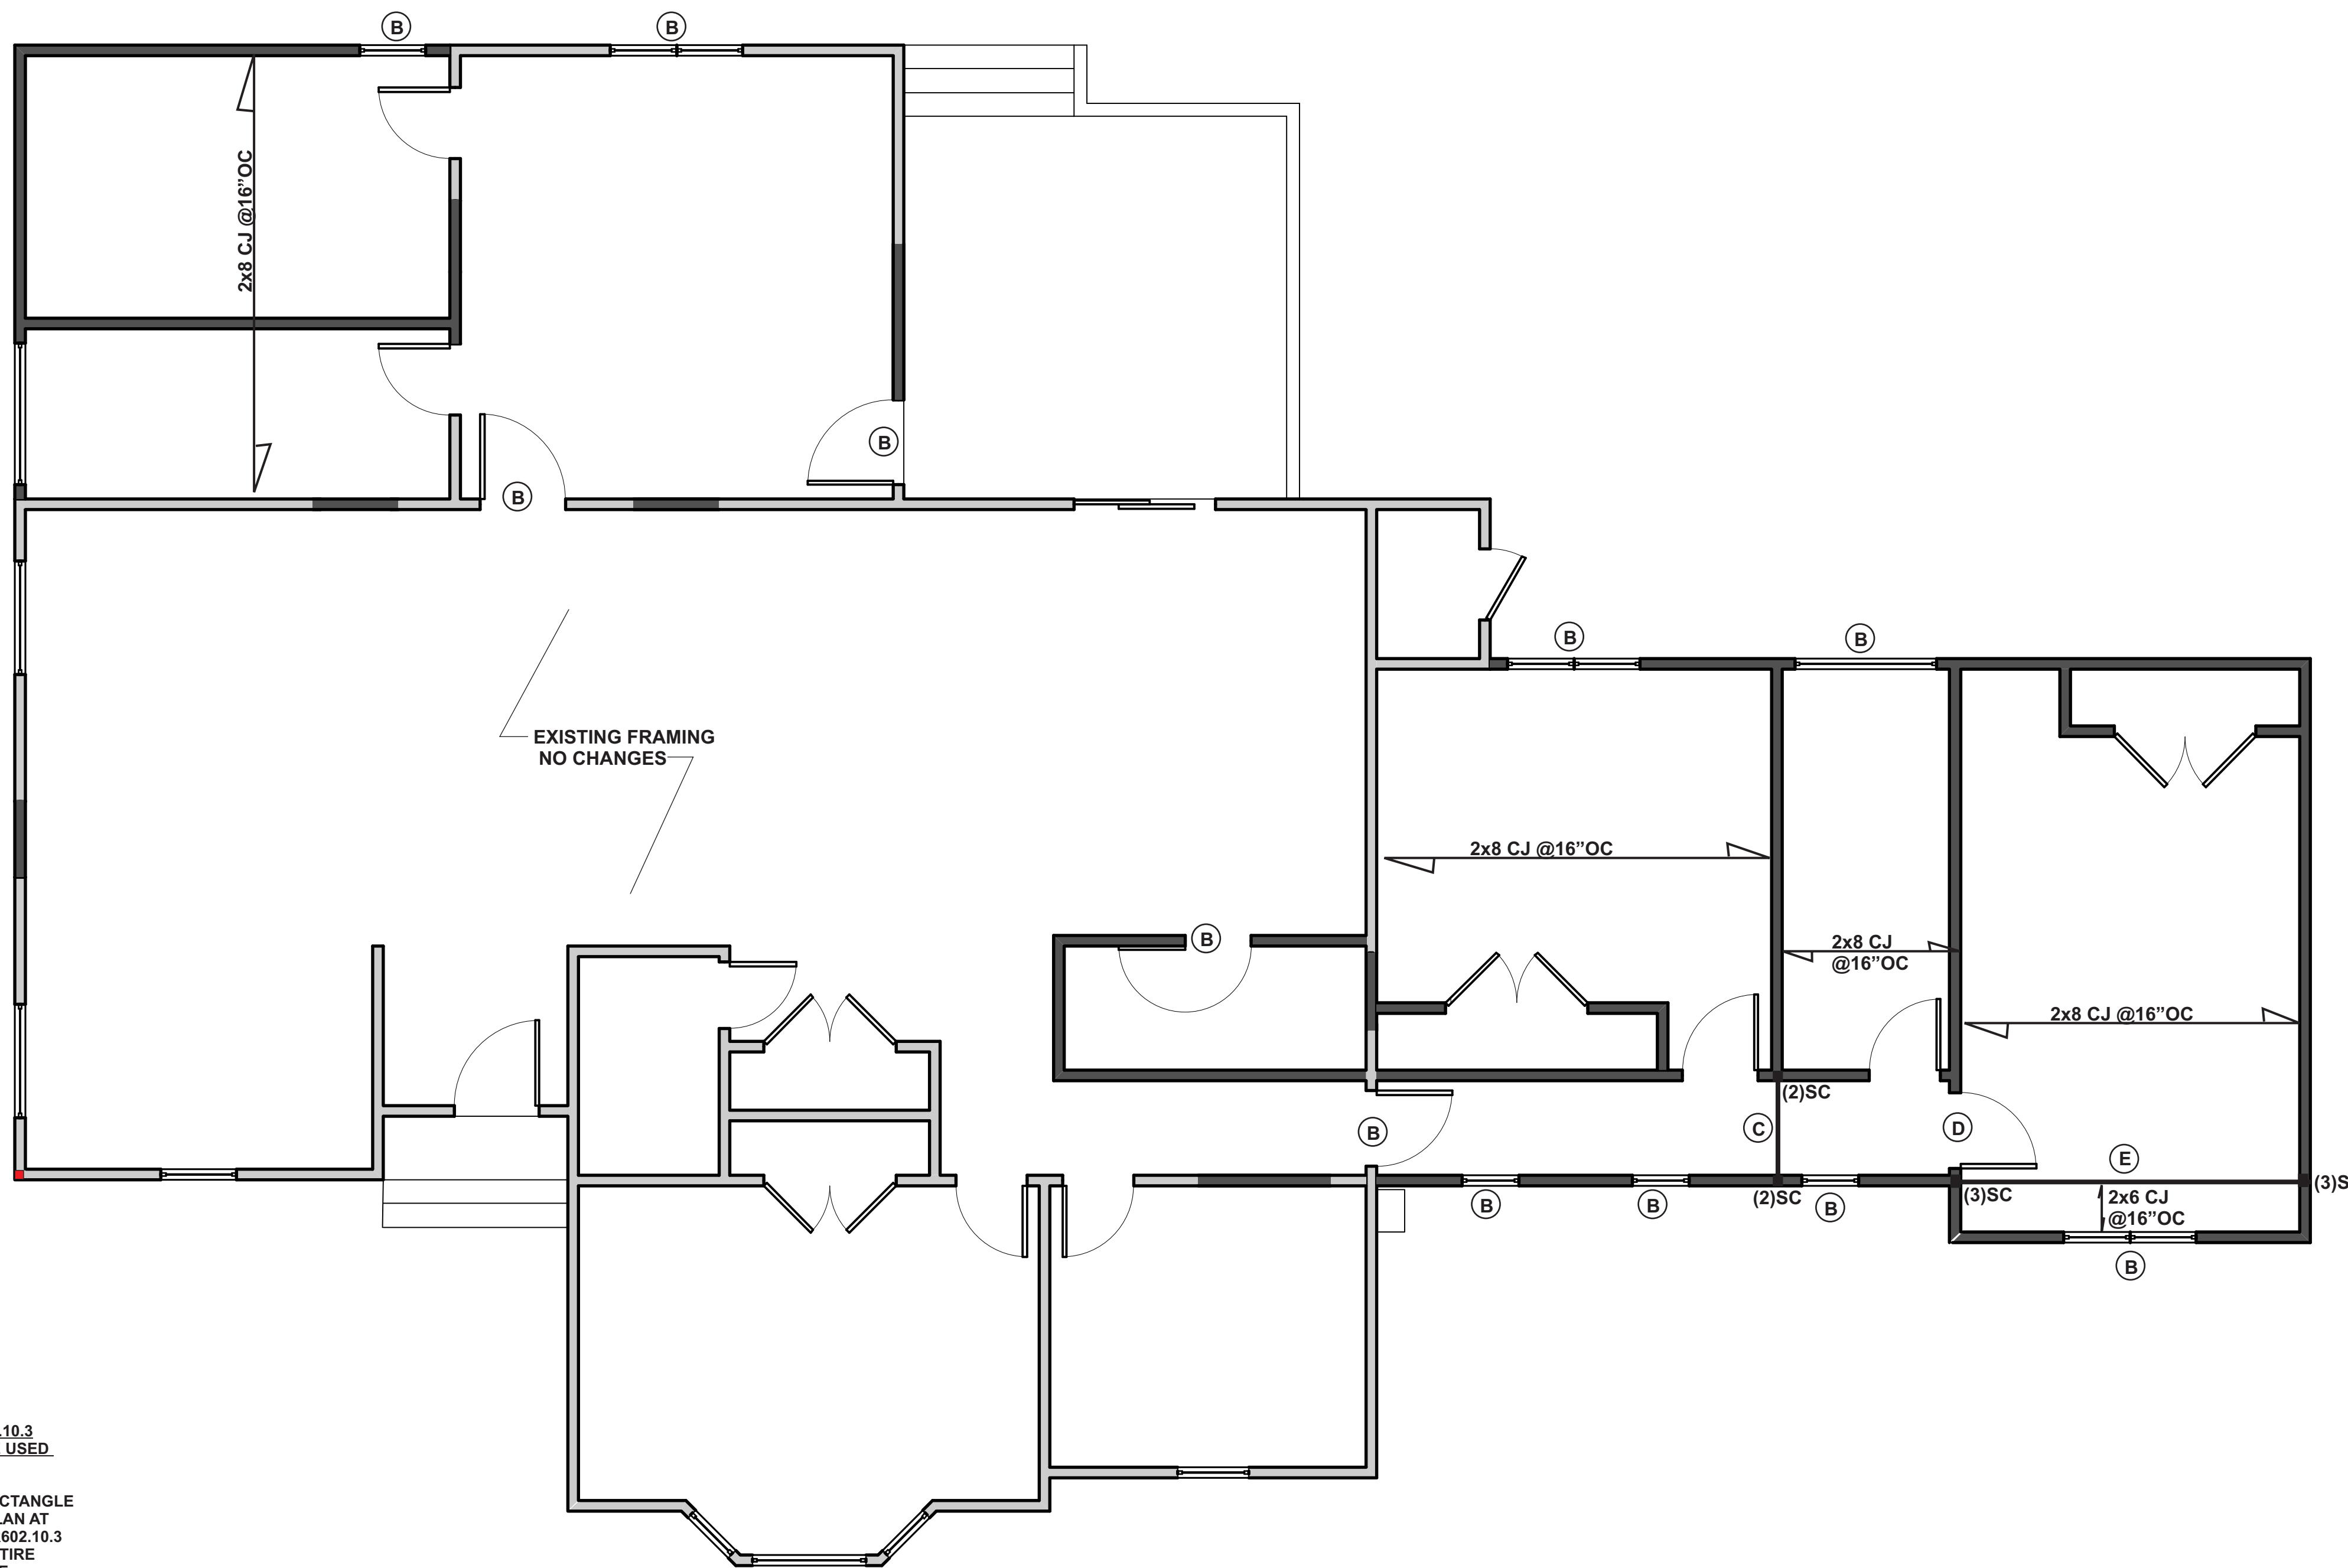 B
B
2x8 CJ @16”OC
B
B
B
B
EXISTING FRAMING
NO CHANGES
2x8 CJ @16”OC
B
2x8 CJ
@16”OC
2x8 CJ @16”OC
(2)SC
B
C
D
E
B
B
(2)SC
B
(3)SC
2x6 CJ
@16”OC
(3)S
B
.10.3
USED
CTANGLE
LAN AT
602.10.3
TIRE